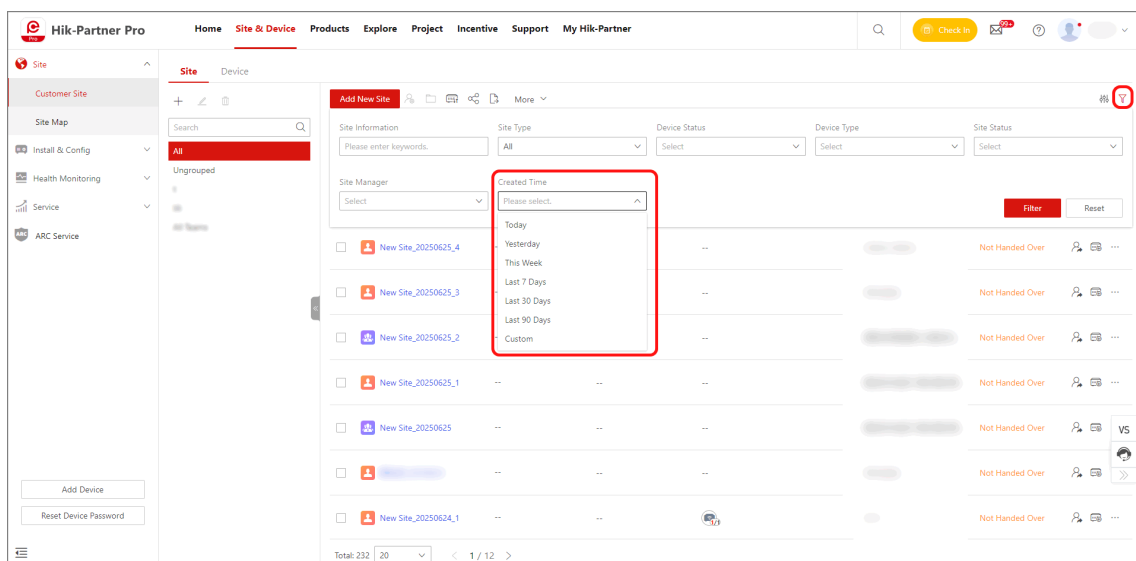 Hik-Partner Pro
Pro
Home Site & Device Products Explore Project Incentive Support My Hik-Partner
Check In
99+
Site
Customer Site
Site Map
Install & Config
Health Monitoring
Service
ARC
ARC Service
Add Device
Reset Device Password
Site Device
Search
All
Ungrouped
All Teams
Add New Site More
Site Information Site Type Device Status Device Type Site Status
Please enter keywords. All Select Select Select
Site Manager Created Time
Select Please select.
Filter Reset
Today
Yesterday
This Week
Last 7 Days
Last 30 Days
Last 90 Days
Custom
New Site_20250625_4 -- Not Handed Over
New Site_20250625_3 -- Not Handed Over
New Site_20250625_2 -- Not Handed Over
New Site_20250625_1 -- -- -- Not Handed Over
New Site_20250625 -- -- -- Not Handed Over
-- -- -- Not Handed Over
New Site_20250624_1 -- -- 1/1 Not Handed Over
VS
Total: 232 20 < 1 / 12 >